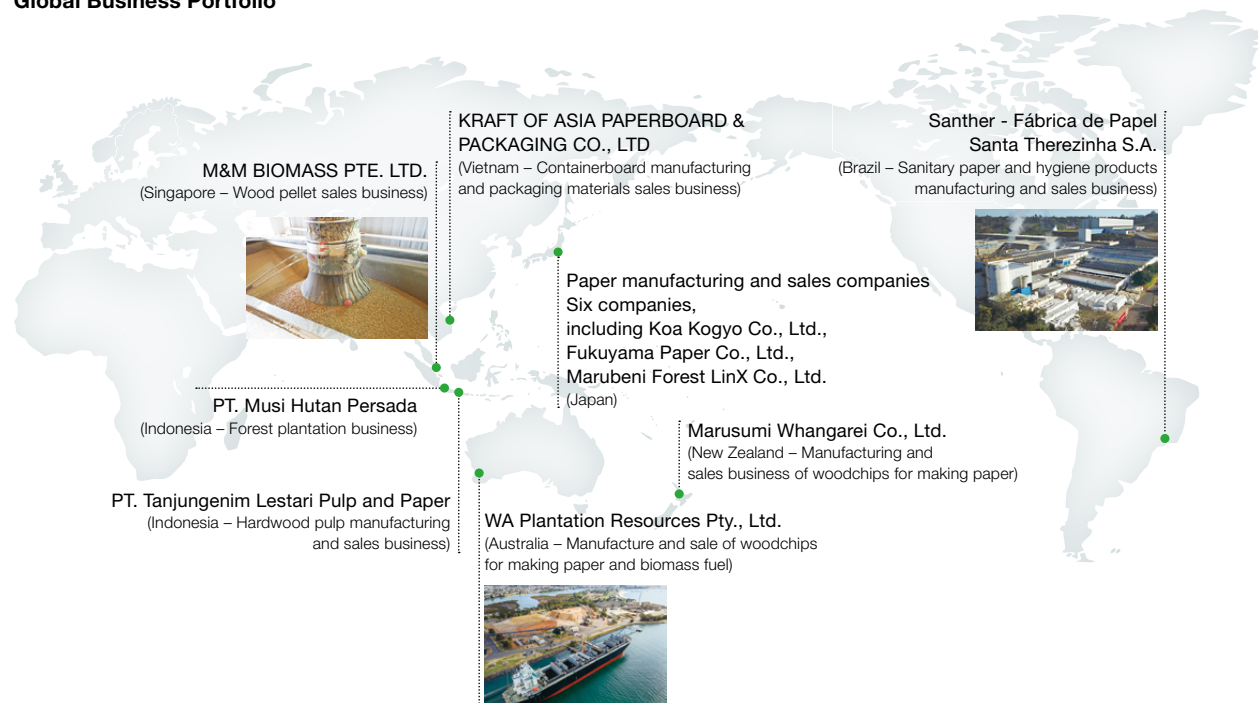 Global Business Portfolio
KRAFT OF ASIA PAPERBOARD &
PACKAGING CO., LTD
(Vietnam – Containerboard manufacturing
and packaging materials sales business)
Santher - Fábrica de Papel
Santa Therezinha S.A.
(Brazil – Sanitary paper and hygiene products
manufacturing and sales business)
M&M BIOMASS PTE. LTD.
(Singapore – Wood pellet sales business)
Paper manufacturing and sales companies
Six companies,
including Koa Kogyo Co., Ltd.,
Fukuyama Paper Co., Ltd.,
Marubeni Forest LinX Co., Ltd.
(Japan)
PT. Musi Hutan Persada
(Indonesia – Forest plantation business)
Marusumi Whangarei Co., Ltd.
(New Zealand – Manufacturing and
sales business of woodchips for making paper)
PT. Tanjungenim Lestari Pulp and Paper
(Indonesia – Hardwood pulp manufacturing
and sales business)
WA Plantation Resources Pty., Ltd.
(Australia – Manufacture and sale of woodchips
for making paper and biomass fuel)